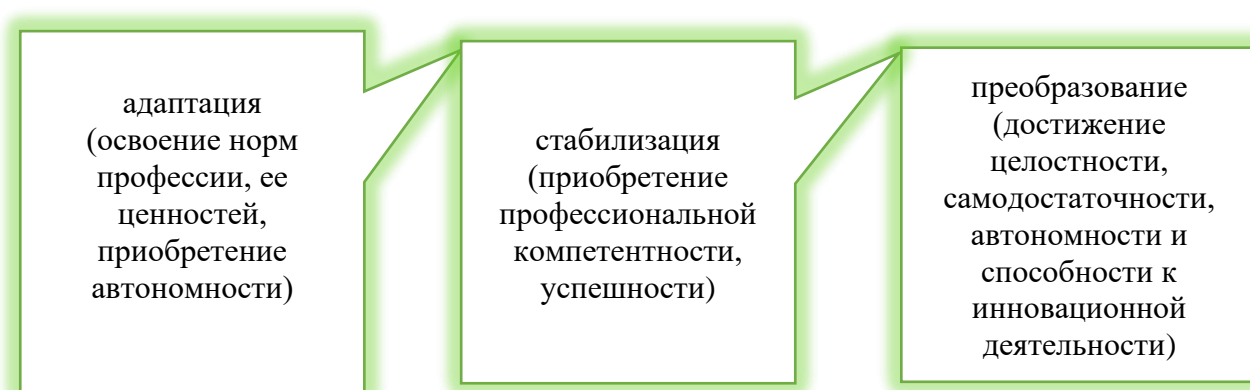 адаптация
(освоение норм
профессии, ее
ценностей,
приобретение
автономности)
стабилизация
(приобретение
профессиональной
компетентности,
успешности)
преобразование
(достижение
целостности,
самодостаточности,
автономности и
способности к
инновационной
деятельности)